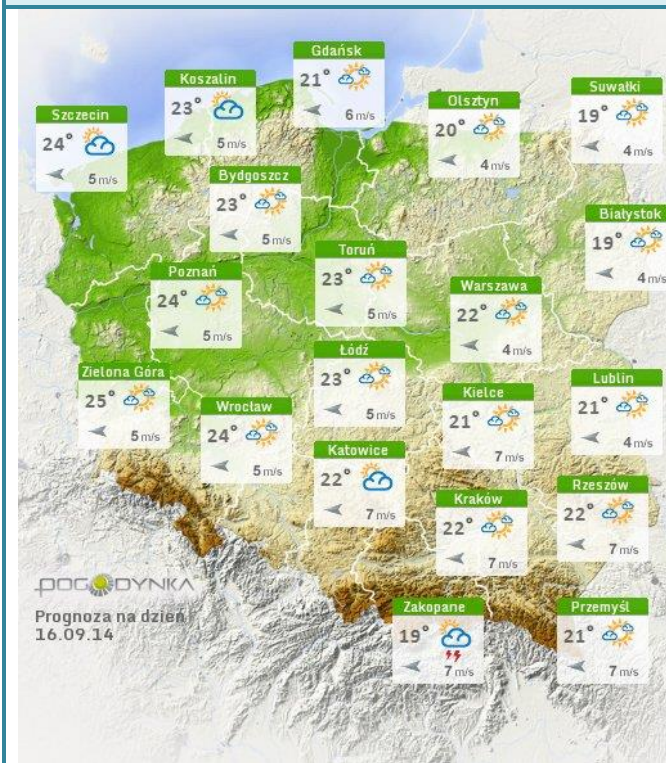 Gdańsk
21°
6 m/s
Koszalin
23°
5 m/s
Suwałki
19°
4 m/s
Olsztyn
20°
4 m/s
Szczecin
24°
5 m/s
Bydgoszcz
23°
5 m/s
Białystok
19°
4 m/s
Toruń
23°
5 m/s
Poznań
24°
5 m/s
Warszawa
22°
4 m/s
Łódź
23°
5 m/s
Zielona Góra
25°
5 m/s
Lublin
21°
4 m/s
Kielce
21°
7 m/s
Wrocław
24°
5 m/s
Katowice
22°
7 m/s
Rzeszów
22°
7 m/s
Kraków
22°
7 m/s
POGODYNKA
Prognoza na dzień
16.09.14
Zakopane
19°
7 m/s
Przemyśl
21°
7 m/s